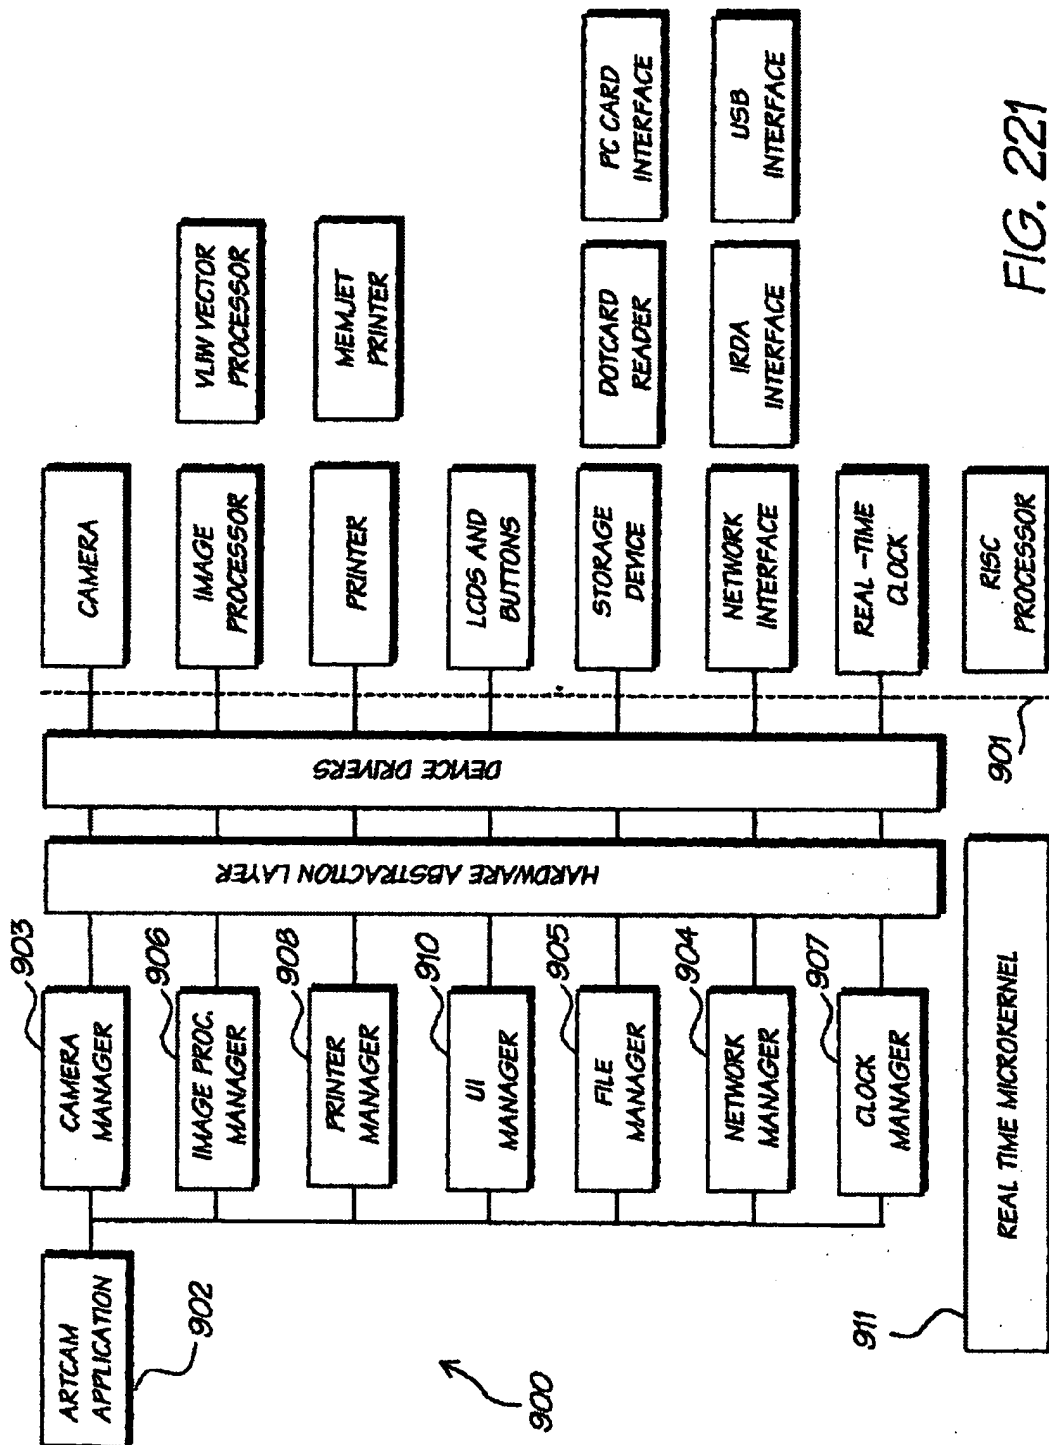 ARTCAM
APPLICATION
902
903
CAMERA
MANAGER
906
IMAGE PROC.
MANAGER
908
PRINTER
MANAGER
910
UI
MANAGER
905
FILE
MANAGER
904
NETWORK
MANAGER
907
CLOCK
MANAGER
HARDWARE ABSTRACTION LAYER
DEVICE DRIVERS
CAMERA
IMAGE
PROCESSOR
VLIW VECTOR
PROCESSOR
PRINTER
MEMJET
PRINTER
LCDS AND
BUTTONS
STORAGE
DEVICE
DOTCARD
READER
PC CARD
INTERFACE
NETWORK
INTERFACE
IRDA
INTERFACE
USB
INTERFACE
REAL-TIME
CLOCK
RISC
PROCESSOR
900
911
REAL TIME MICROKERNEL
901
FIG. 221